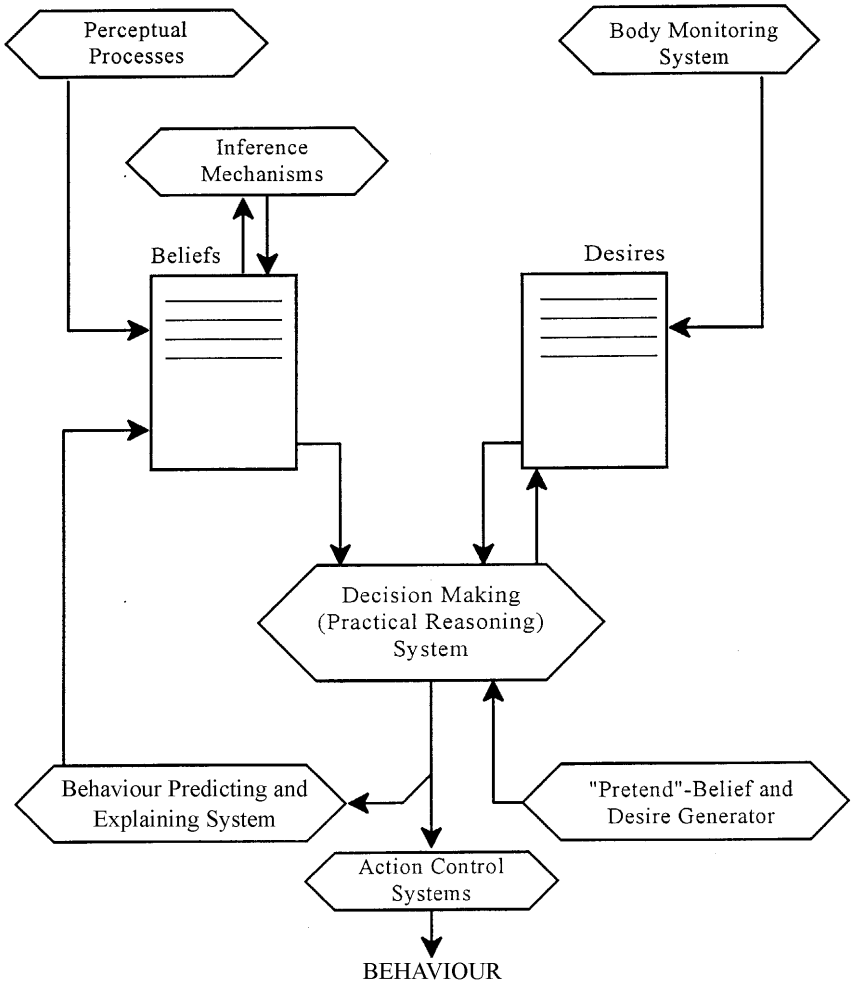 Perceptual
Processes
Body Monitoring
System
Inference
Mechanisms
Beliefs
Desires
Decision Making
(Practical Reasoning)
System
Behaviour Predicting and
Explaining System
"Pretend"-Belief and
Desire Generator
Action Control
Systems
BEHAVIOUR